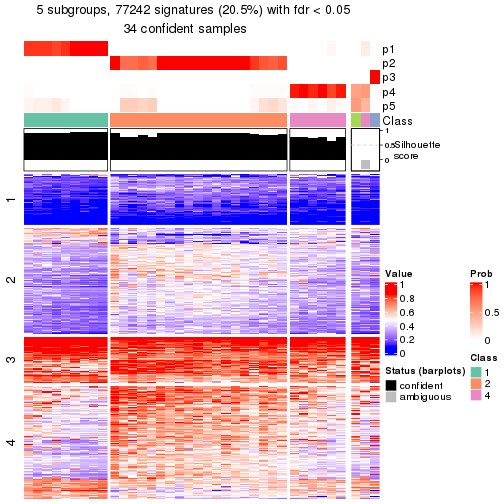 5 subgroups, 77242 signatures (20.5%) with fdr < 0.05
34 confident samples
p1
p2
p3
p4
p5
Class
1
0.5
0
Silhouette
score
1
2
3
4
Value
1
0.8
0.6
0.4
0.2
0
Prob
1
0.5
0
Status (barplots)
confident
ambiguous
Class
1
2
4